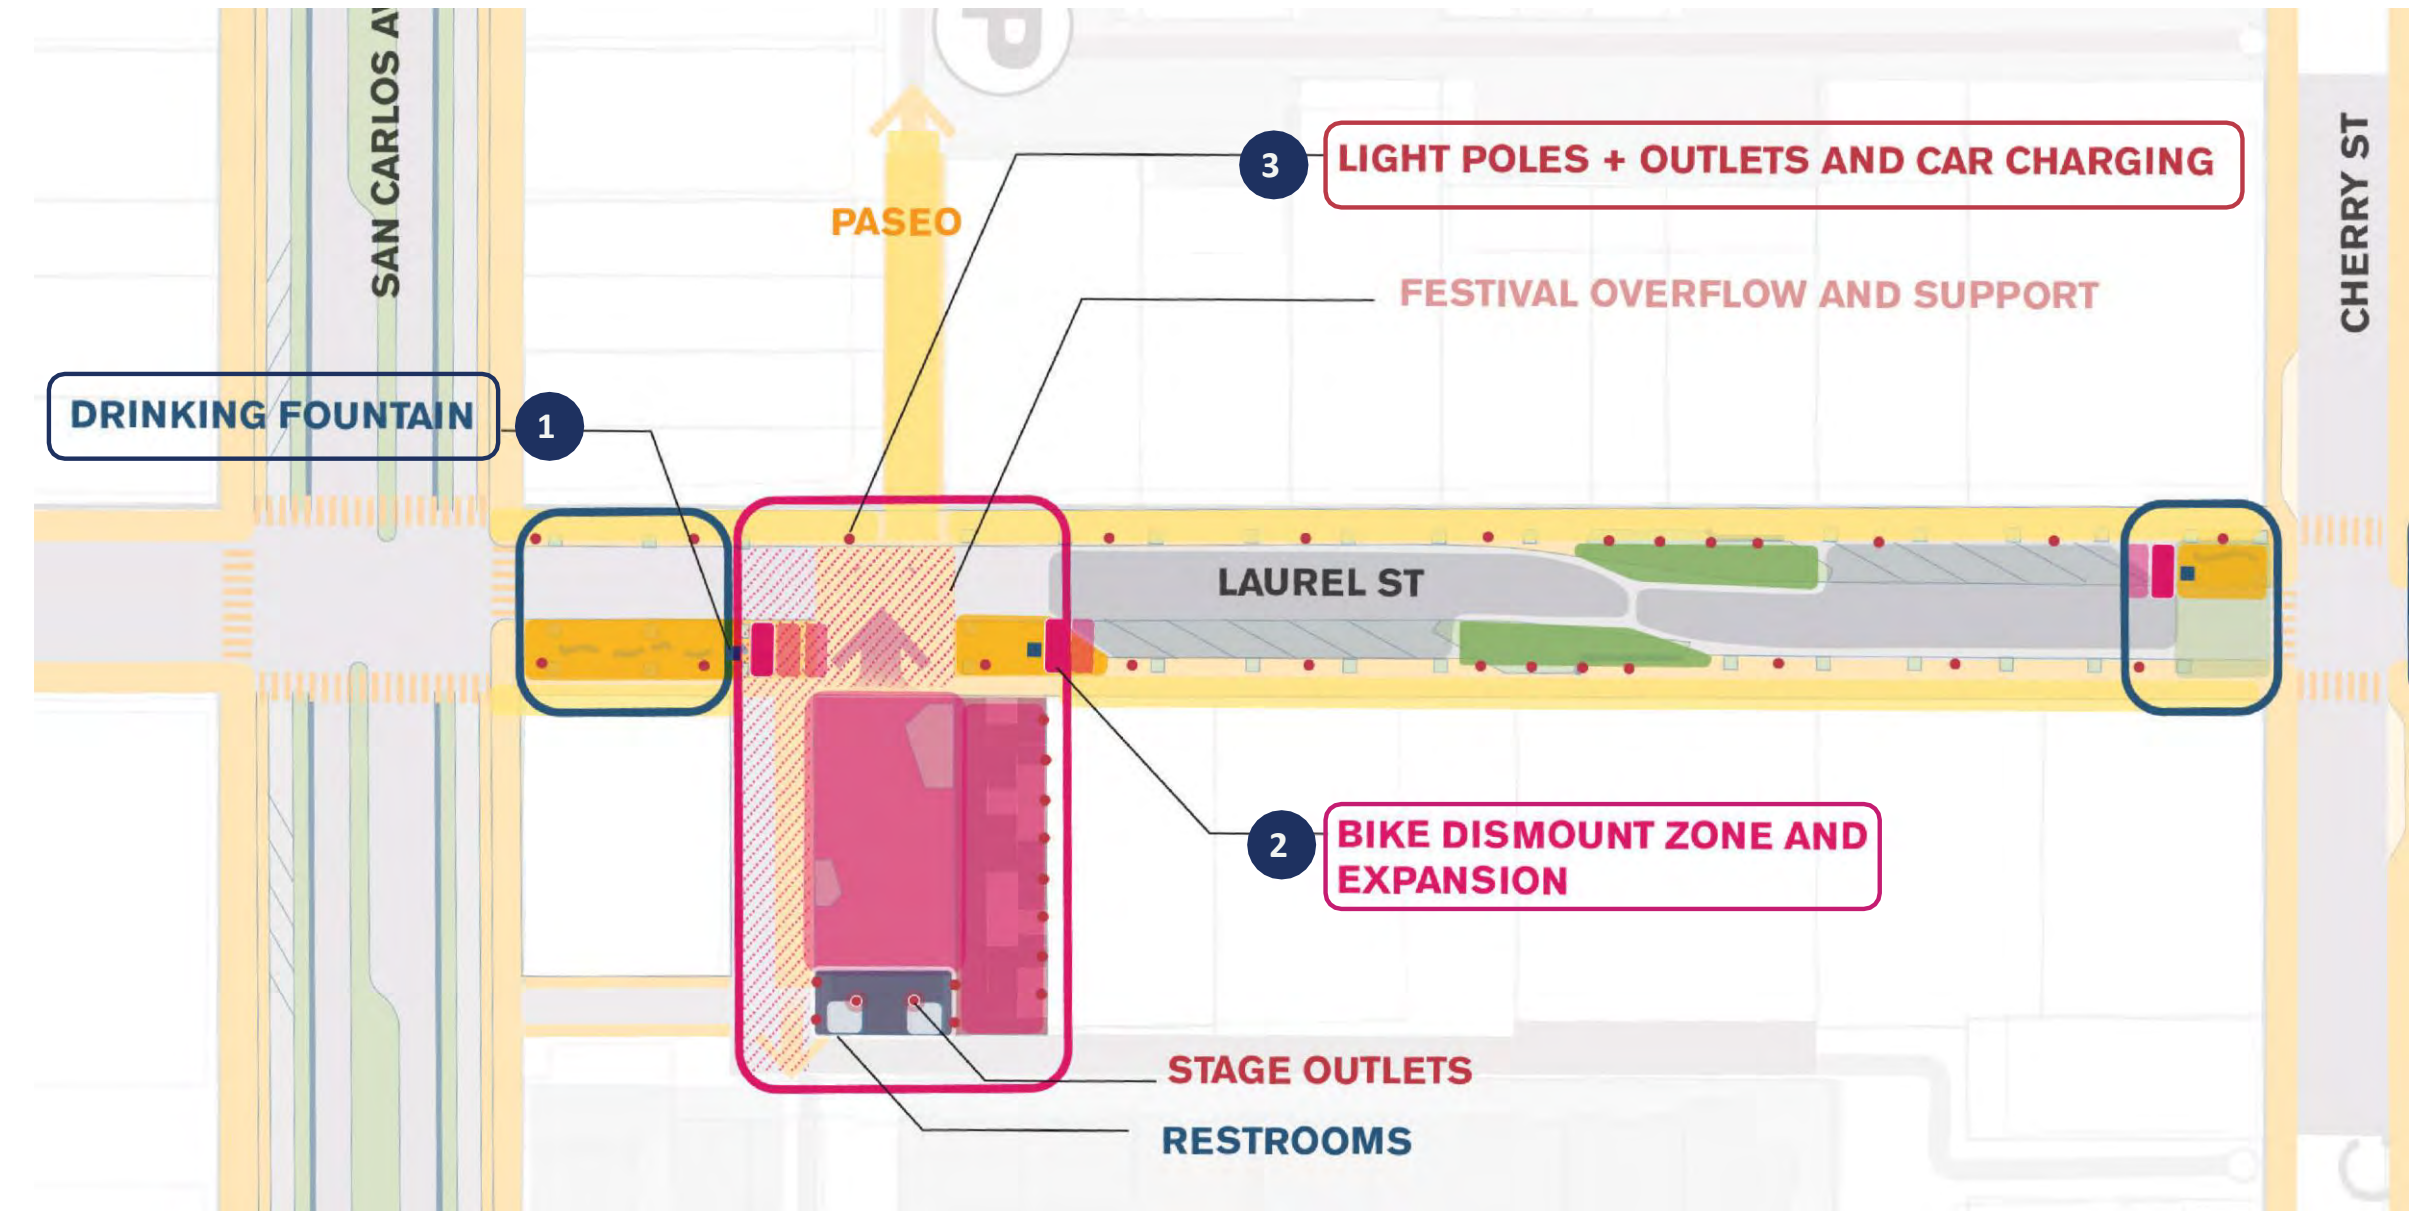 SAN CARLOS AV
P
3
LIGHT POLES + OUTLETS AND CAR CHARGING
CHERRY ST
PASEO
FESTIVAL OVERFLOW AND SUPPORT
DRINKING FOUNTAIN
1
LAUREL ST
2
BIKE DISMOUNT ZONE AND
EXPANSION
STAGE OUTLETS
RESTROOMS